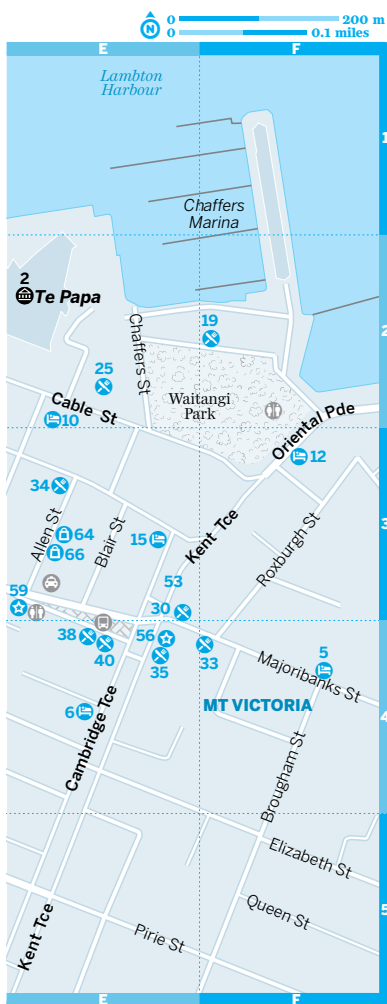 0 200 m
N 0 0.1 miles
E F
Lambton
Harbour
1
Chaffers
Marina
2
Te Papa
Chaffers St
19
2
25
Waitangi
Park
Cable St
10
Oriental Pde
12
34
Allen St
64
66
Blair St
15
Kent Tce
Roxburgh St
3
59
53
30
38
40
56
35
33
5
Majoribanks St
MT VICTORIA
6
Cambridge Tce
4
Brougham St
Elizabeth St
Queen St
Kent Tce
Pirie St
5
E F